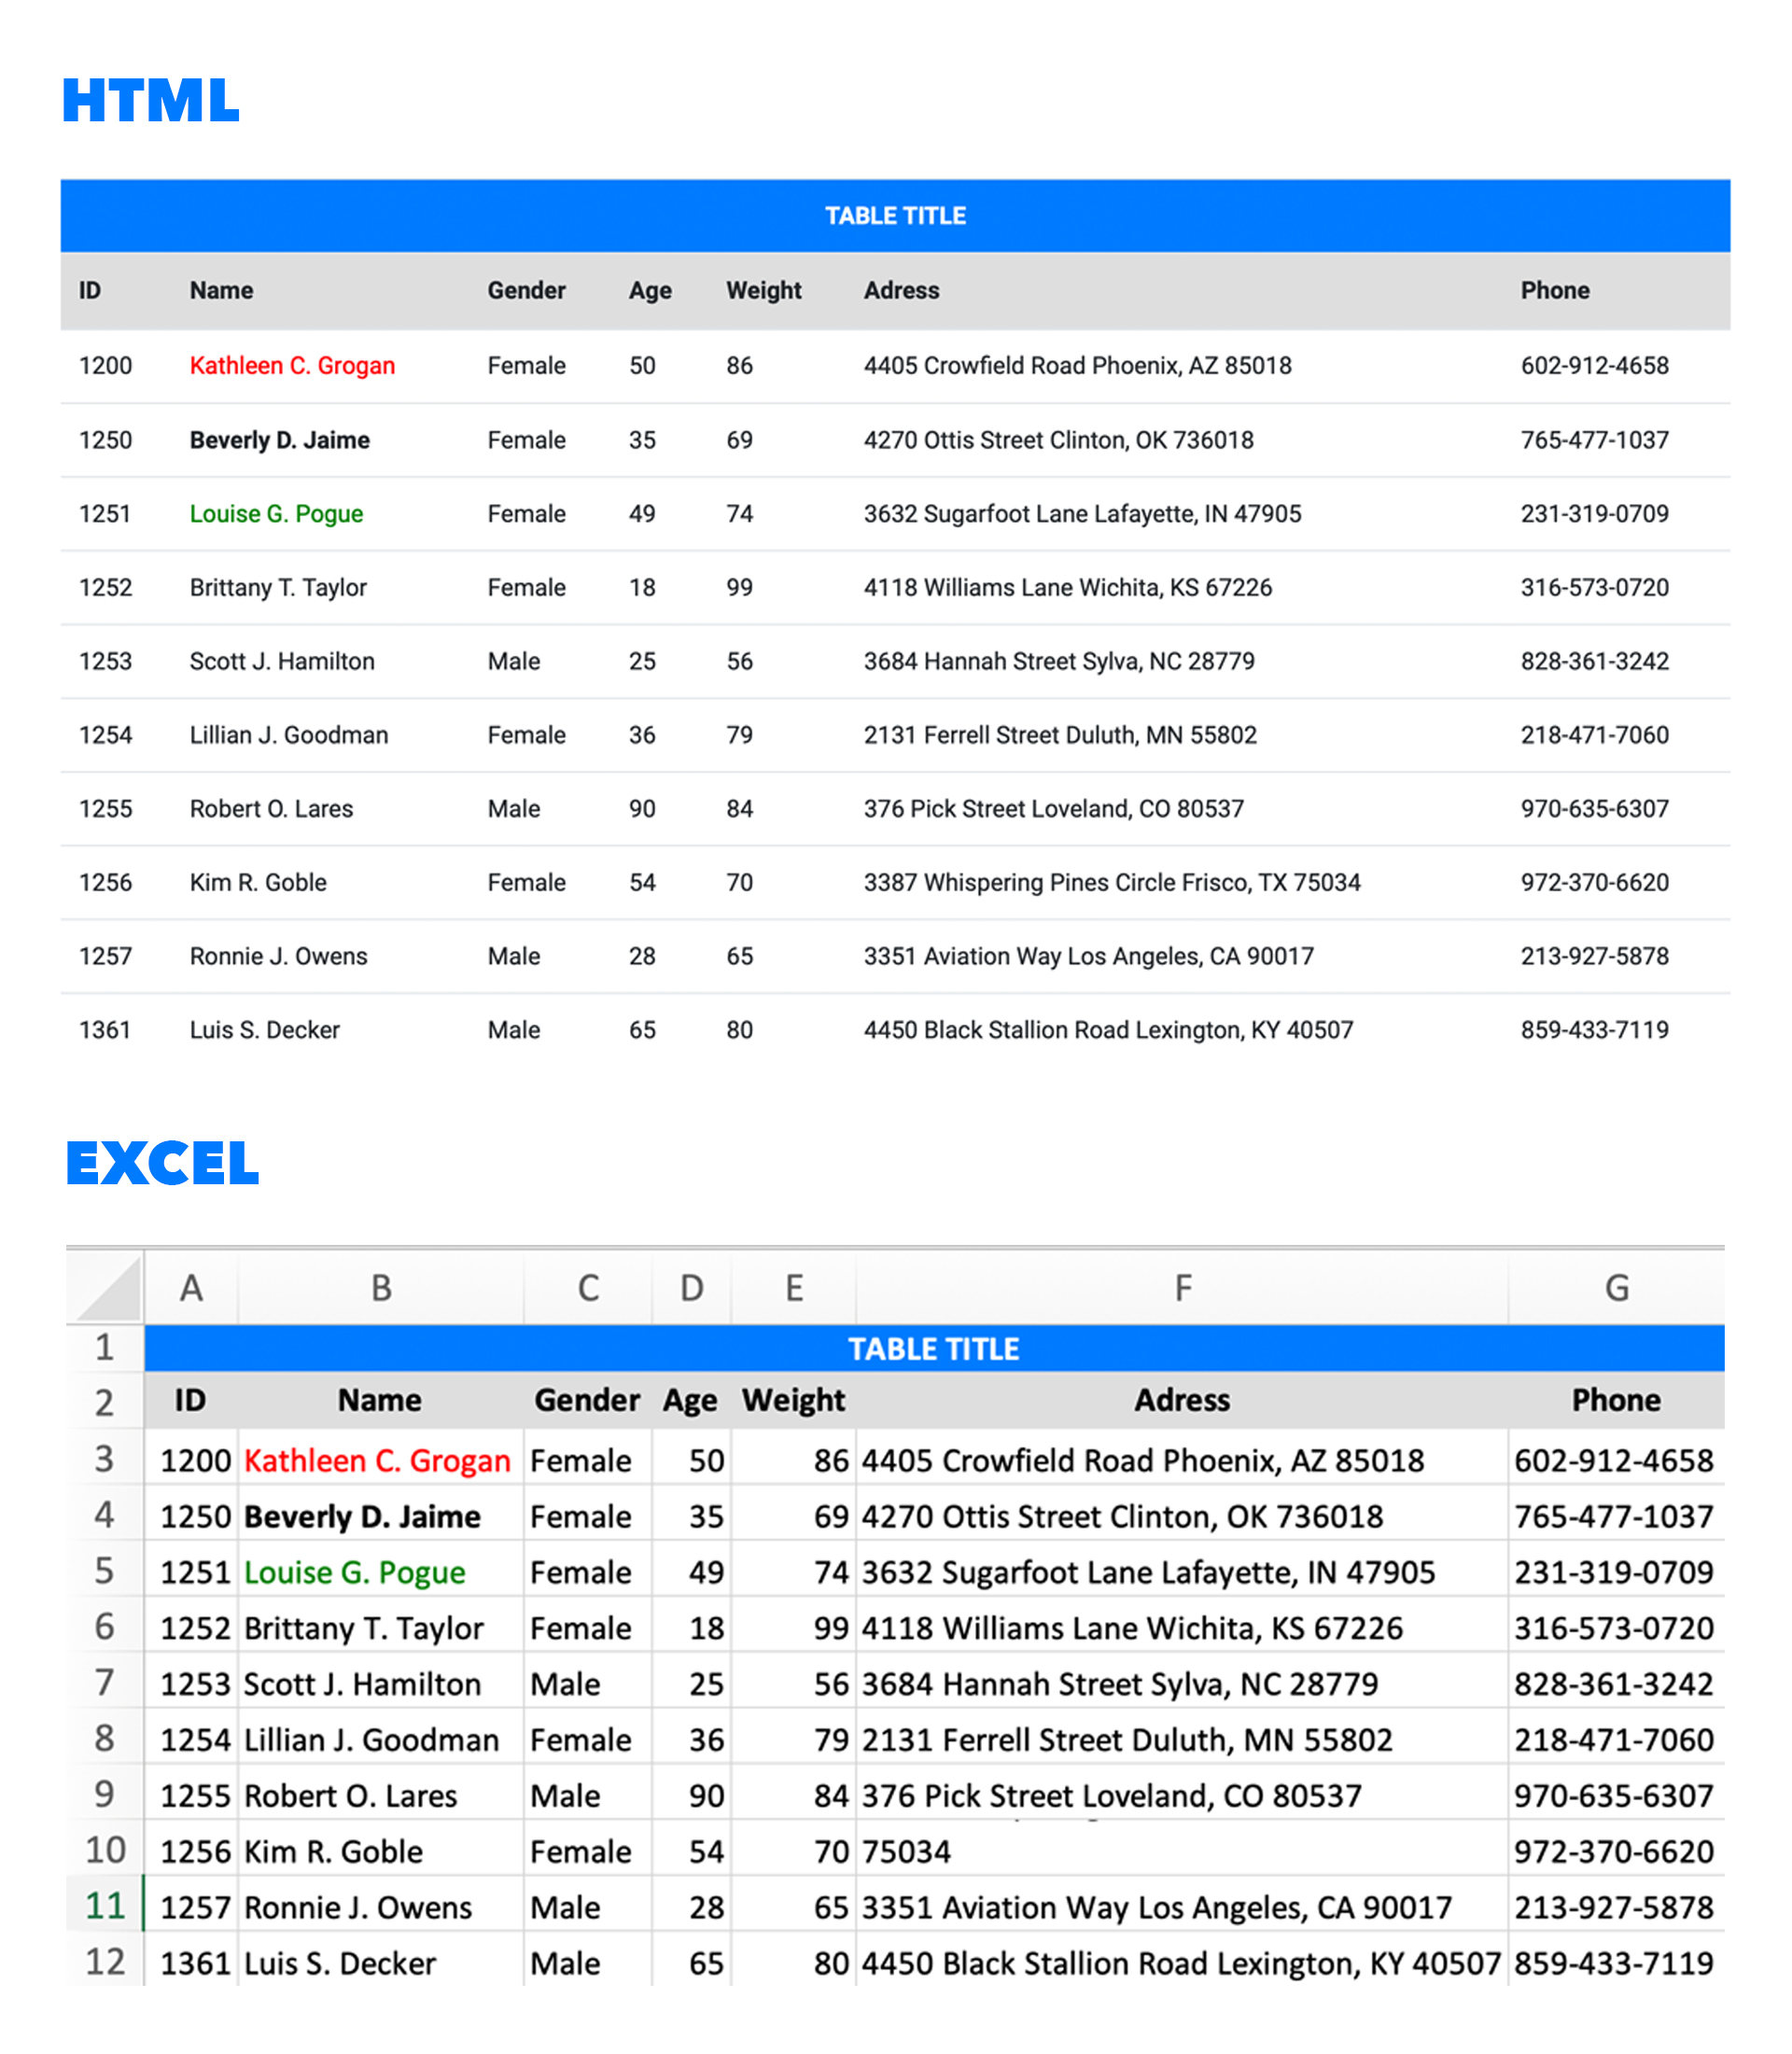 HTML
TABLE TITLE
ID Name Gender Age Weight Adress Phone
1200 Kathleen C. Grogan Female 50 86 4405 Crowfield Road Phoenix, AZ 85018 602-912-4658
1250 Beverly D. Jaime Female 35 69 4270 Ottis Street Clinton, OK 736018 765-477-1037
1251 Louise G. Pogue Female 49 74 3632 Sugarfoot Lane Lafayette, IN 47905 231-319-0709
1252 Brittany T. Taylor Female 18 99 4118 Williams Lane Wichita, KS 67226 316-573-0720
1253 Scott J. Hamilton Male 25 56 3684 Hannah Street Sylva, NC 28779 828-361-3242
1254 Lillian J. Goodman Female 36 79 2131 Ferrell Street Duluth, MN 55802 218-471-7060
1255 Robert O. Lares Male 90 84 376 Pick Street Loveland, CO 80537 970-635-6307
1256 Kim R. Goble Female 54 70 3387 Whispering Pines Circle Frisco, TX 75034 972-370-6620
1257 Ronnie J. Owens Male 28 65 3351 Aviation Way Los Angeles, CA 90017 213-927-5878
1361 Luis S. Decker Male 65 80 4450 Black Stallion Road Lexington, KY 40507 859-433-7119
EXCEL
A B C D E F G
1 TABLE TITLE
2 ID Name Gender Age Weight Adress Phone
3 1200 Kathleen C. Grogan Female 50 86 4405 Crowfield Road Phoenix, AZ 85018 602-912-4658
4 1250 Beverly D. Jaime Female 35 69 4270 Ottis Street Clinton, OK 736018 765-477-1037
5 1251 Louise G. Pogue Female 49 74 3632 Sugarfoot Lane Lafayette, IN 47905 231-319-0709
6 1252 Brittany T. Taylor Female 18 99 4118 Williams Lane Wichita, KS 67226 316-573-0720
7 1253 Scott J. Hamilton Male 25 56 3684 Hannah Street Sylva, NC 28779 828-361-3242
8 1254 Lillian J. Goodman Female 36 79 2131 Ferrell Street Duluth, MN 55802 218-471-7060
9 1255 Robert O. Lares Male 90 84 376 Pick Street Loveland, CO 80537 970-635-6307
10 1256 Kim R. Goble Female 54 70 75034 972-370-6620
11 1257 Ronnie J. Owens Male 28 65 3351 Aviation Way Los Angeles, CA 90017 213-927-5878
12 1361 Luis S. Decker Male 65 80 4450 Black Stallion Road Lexington, KY 40507 859-433-7119